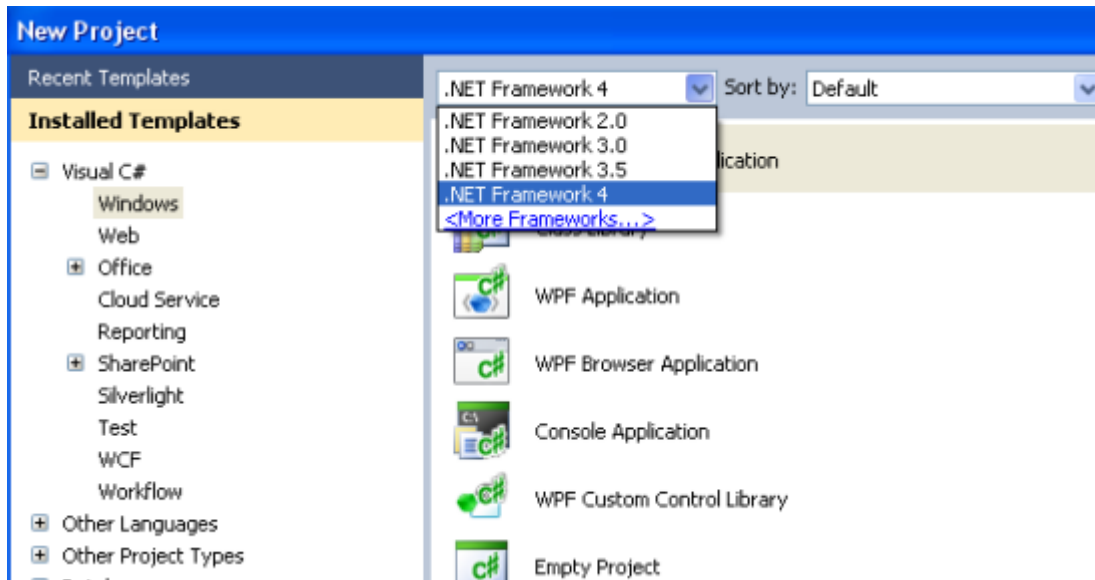 New Project
Recent Templates
Installed Templates
Visual C#
Windows
Web
Office
Cloud Service
Reporting
SharePoint
Silverlight
Test
WCF
Workflow
Other Languages
Other Project Types
.NET Framework 4
Sort by:
Default
.NET Framework 2.0
.NET Framework 3.0
.NET Framework 3.5
.NET Framework 4
<More Frameworks...>
WPF Application
WPF Browser Application
Console Application
WPF Custom Control Library
Empty Project